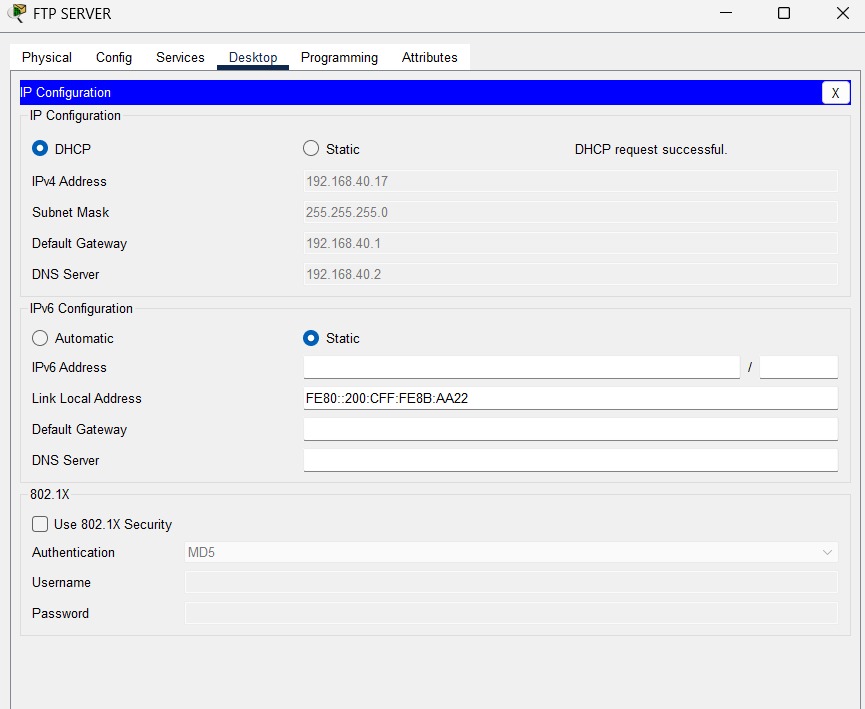 FTP SERVER
Physical Config Services Desktop Programming Attributes
IP Configuration X
IP Configuration
DHCP Static DHCP request successful.
IPv4 Address 192.168.40.17
Subnet Mask 255.255.255.0
Default Gateway 192.168.40.1
DNS Server 192.168.40.2
IPv6 Configuration
Automatic Static
IPv6 Address /
Link Local Address FE80::200:CFF:FE8B:AA22
Default Gateway
DNS Server
802.1X
Use 802.1X Security
Authentication MD5
Username
Password